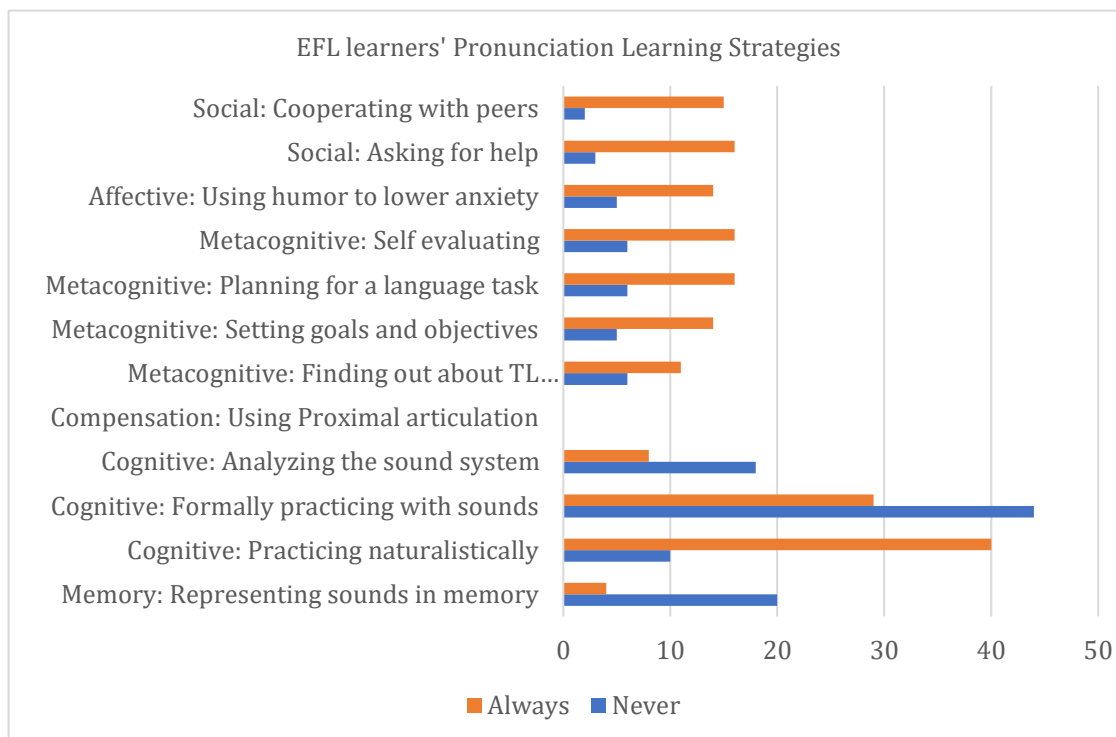 EFL learners' Pronunciation Learning Strategies
Social: Cooperating with peers
Social: Asking for help
Affective: Using humor to lower anxiety
Metacognitive: Self evaluating
Metacognitive: Planning for a language task
Metacognitive: Setting goals and objectives
Metacognitive: Finding out about TL…
Compensation: Using Proximal articulation
Cognitive: Analyzing the sound system
Cognitive: Formally practicing with sounds
Cognitive: Practicing naturalistically
Memory: Representing sounds in memory
0 10 20 30 40 50
Always Never